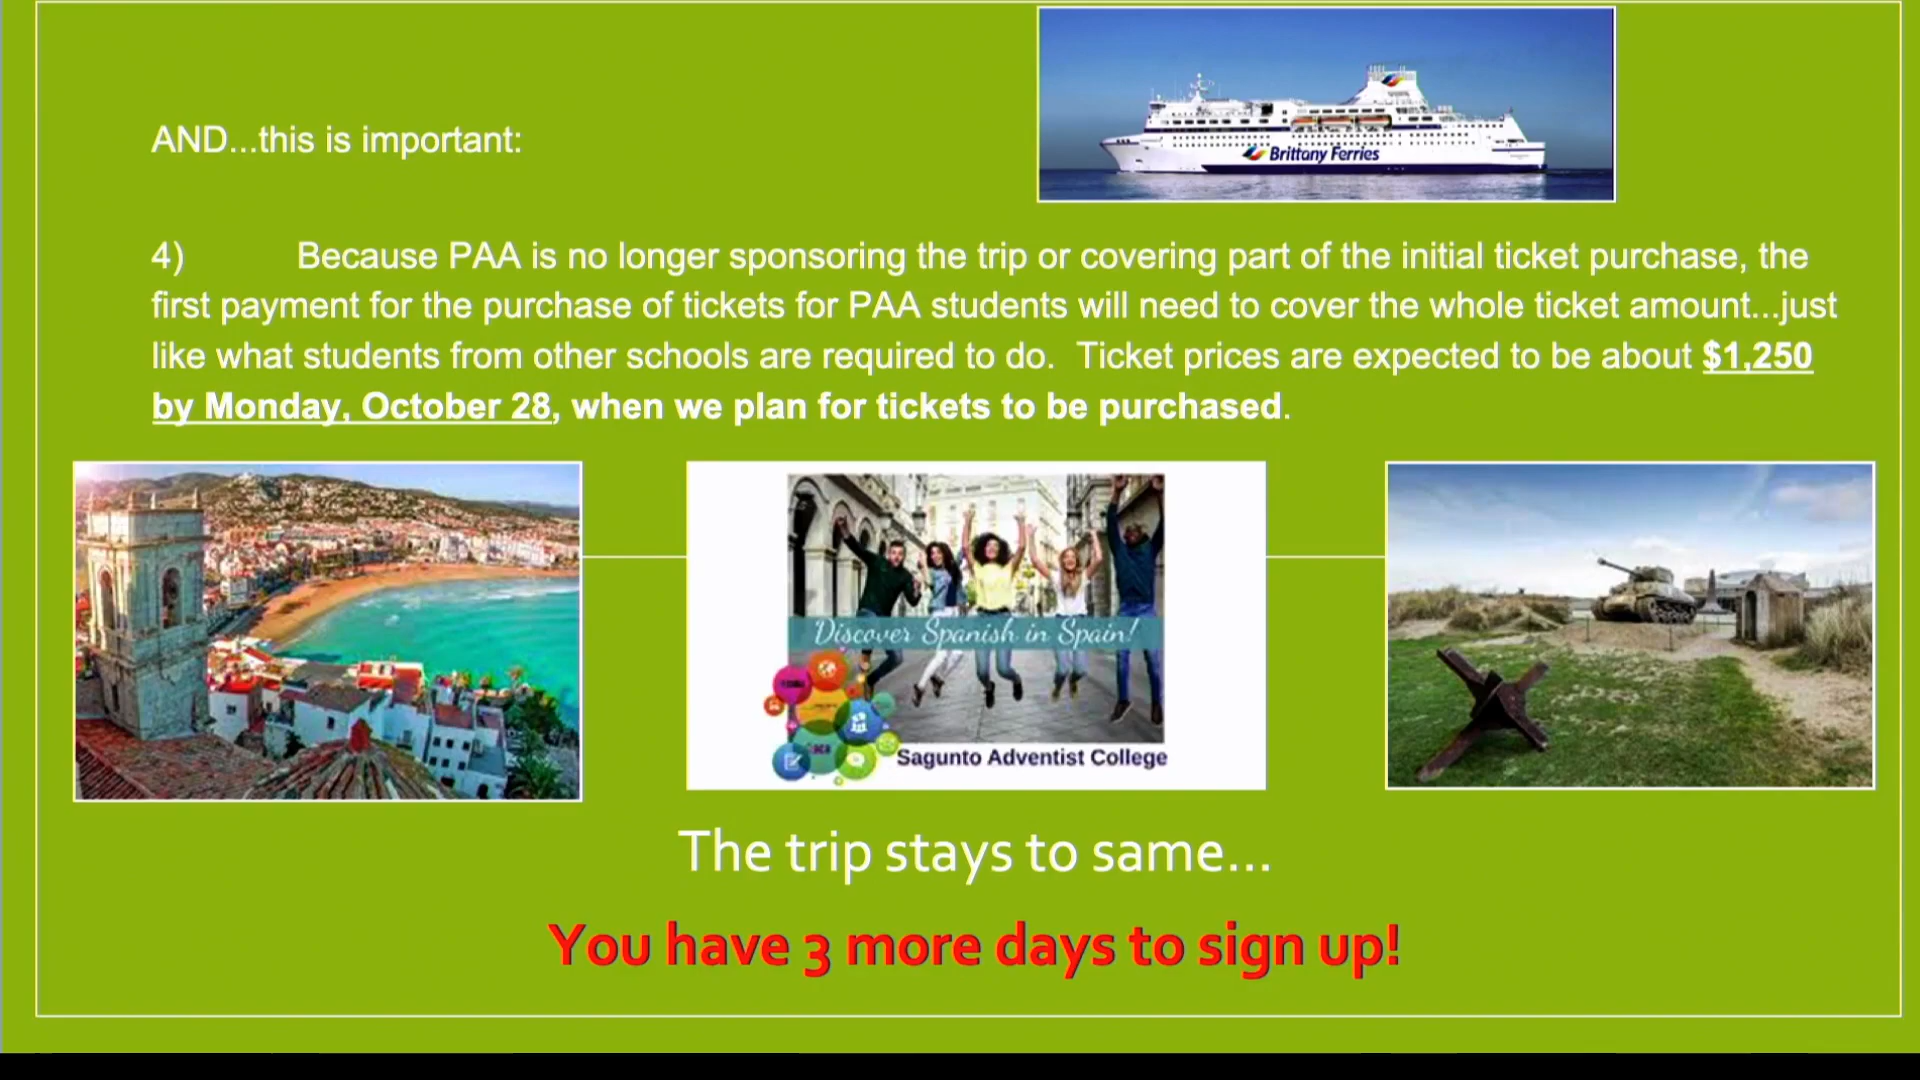 AND...this is important:
Brittany Ferries
4) Because PAA is no longer sponsoring the trip or covering part of the initial ticket purchase, the
first payment for the purchase of tickets for PAA students will need to cover the whole ticket amount...just
like what students from other schools are required to do. Ticket prices are expected to be about $1,250
by Monday, October 28, when we plan for tickets to be purchased.
Discover Spanish in Spain!
Sagunto Adventist College
The trip stays to same...
You have 3 more days to sign up!